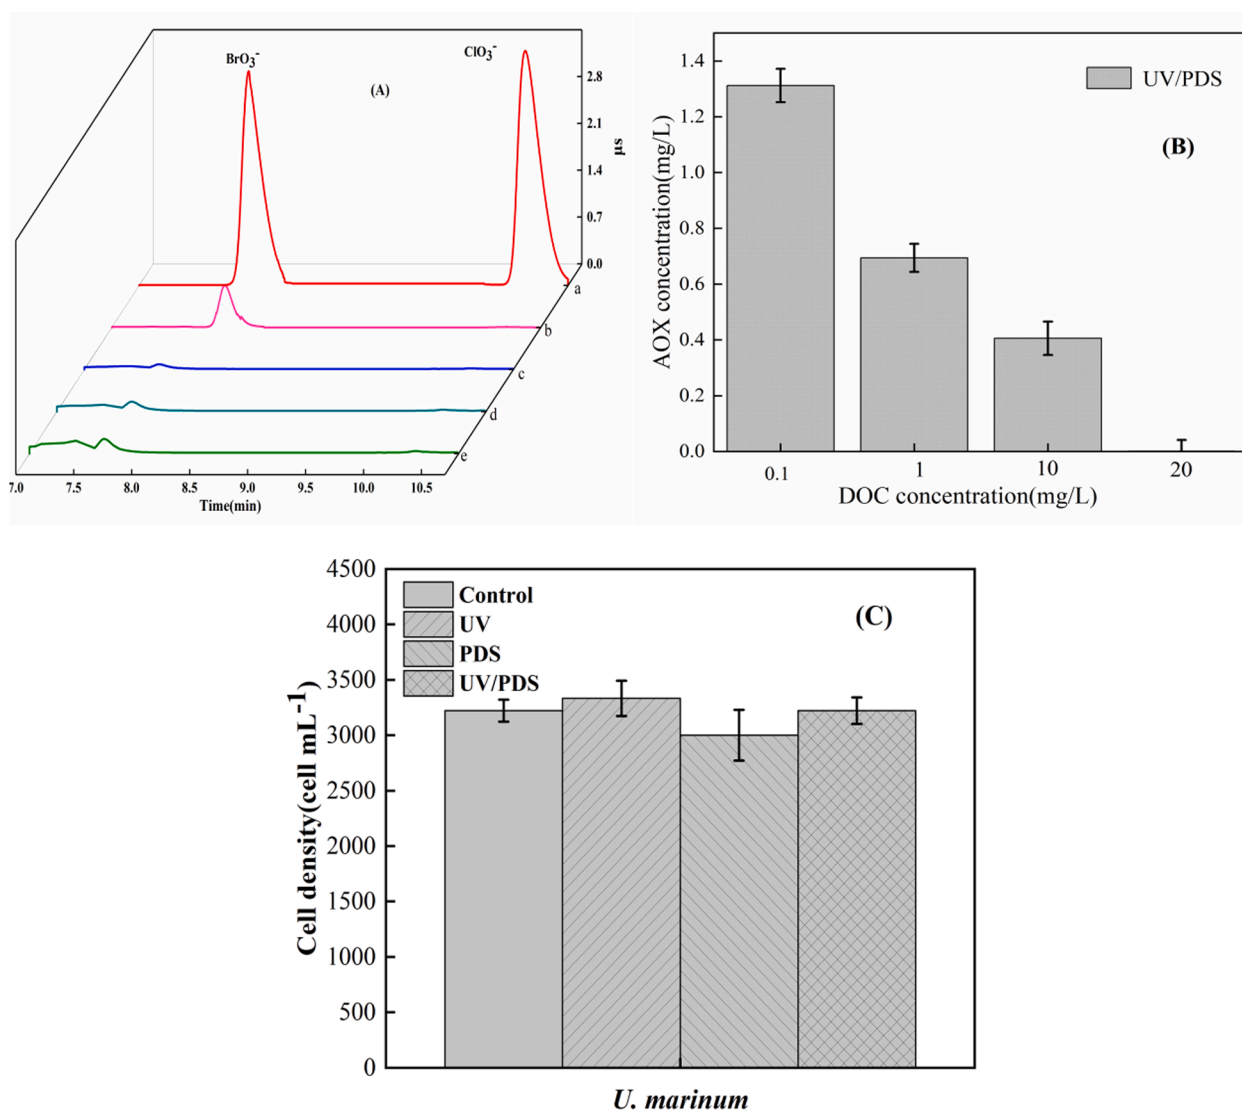 BrO3-
ClO3-
(A)
2.8
2.1
1.4
0.7
0.0
μs
a
b
c
d
e
7.0 7.5 8.0 8.5 9.0 9.5 10.0 10.5
Time(min)
1.4
1.2
1.0
0.8
0.6
0.4
0.2
0.0
AOX concentration(mg/L)
UV/PDS
(B)
0.1 1 10 20
DOC concentration(mg/L)
4500
4000
3500
3000
2500
2000
1500
1000
500
0
Cell density(cell mL-1)
Control
UV
PDS
UV/PDS
(C)
U. marinum